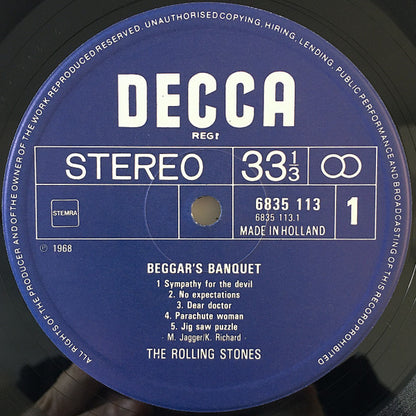 ALL RIGHTS OF THE PRODUCER AND OF THE OWNER OF THE WORK REPRODUCED RESERVED. UNAUTHORISED COPYING, HIRING, LENDING, PUBLIC PERFORMANCE AND BROADCASTING OF THIS RECORD PROHIBITED
DECCA
REGT
STEREO 33 1/3
6835 113
6835 113.1
MADE IN HOLLAND
1
STEMRA
℗ 1968
BEGGAR'S BANQUET
1 Sympathy for the devil
2. No expectations
3. Dear doctor
4. Parachute woman
5. Jig saw puzzle
- M. Jagger/K. Richard -
THE ROLLING STONES